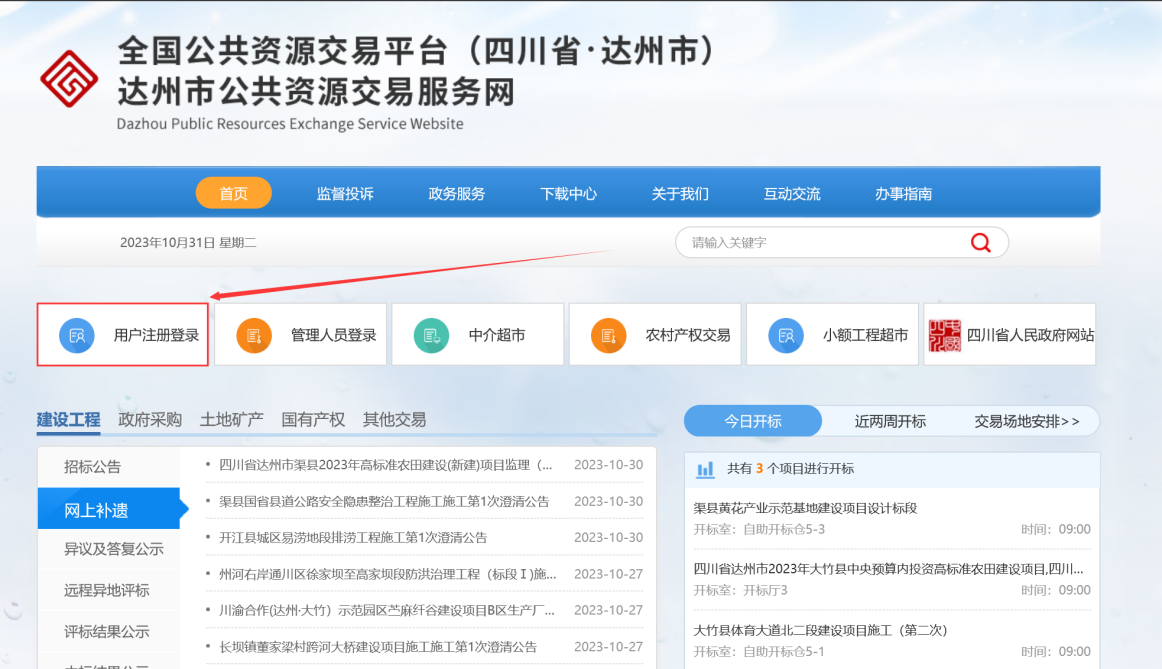 全国公共资源交易平台（四川省·达州市）
达州市公共资源交易服务网
Dazhou Public Resources Exchange Service Website
首页 监督投诉 政务服务 下载中心 关于我们 互动交流 办事指南
2023年10月31日 星期二 请输入关键字
用户注册登录 管理人员登录 中介超市 农村产权交易 小额工程超市 四川省人民政府网站
建设工程 政府采购 土地矿产 国有产权 其他交易
今日开标 近两周开标 交易场地安排>>
招标公告
网上补遗
异议及答复公示
远程异地评标
评标结果公示
四川省达州市渠县2023年高标准农田建设(新建)项目监理（... 2023-10-30
渠县国省县道公路安全隐患整治工程施工施工第1次澄清公告 2023-10-30
开江县城区易涝地段排涝工程施工第1次澄清公告 2023-10-30
州河右岸通川区徐家坝至高家坝段防洪治理工程（标段Ⅰ)施... 2023-10-27
川渝合作(达州·大竹）示范园区苎麻纤谷建设项目B区生产厂... 2023-10-27
长坝镇董家梁村跨河大桥建设项目施工施工第1次澄清公告 2023-10-27
共有 3 个项目进行开标
渠县黄花产业示范基地建设项目设计标段
开标室：自助开标仓5-3 时间：09:00
四川省达州市2023年大竹县中央预算内投资高标准农田建设项目,四川...
开标室：开标厅3 时间：09:00
大竹县体育大道北二段建设项目施工（第二次）
开标室：自助开标仓5-1 时间：09:00